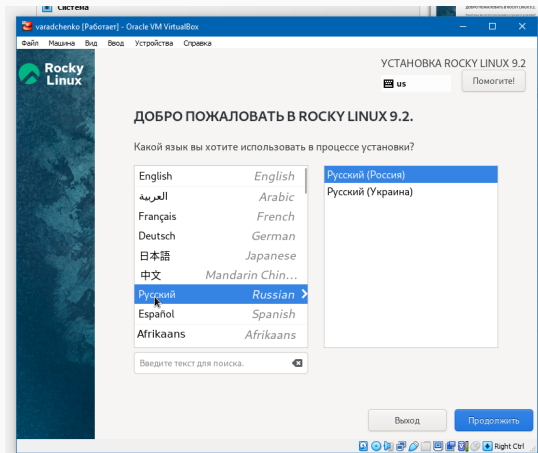 Система
varadchenko [Работает] - Oracle VM VirtualBox
Файл Машина Вид Ввод Устройства Справка
Rocky
Linux
УСТАНОВКА ROCKY LINUX 9.2
us
Помогите!
ДОБРО ПОЖАЛОВАТЬ В ROCKY LINUX 9.2.
Какой язык вы хотите использовать в процессе установки?
English English
العربية Arabic
Français French
Deutsch German
日本語 Japanese
中文 Mandarin Chin...
Русский Russian
Español Spanish
Afrikaans Afrikaans
Русский (Россия)
Русский (Украина)
Введите текст для поиска.
Выход
Продолжить
Right Ctrl